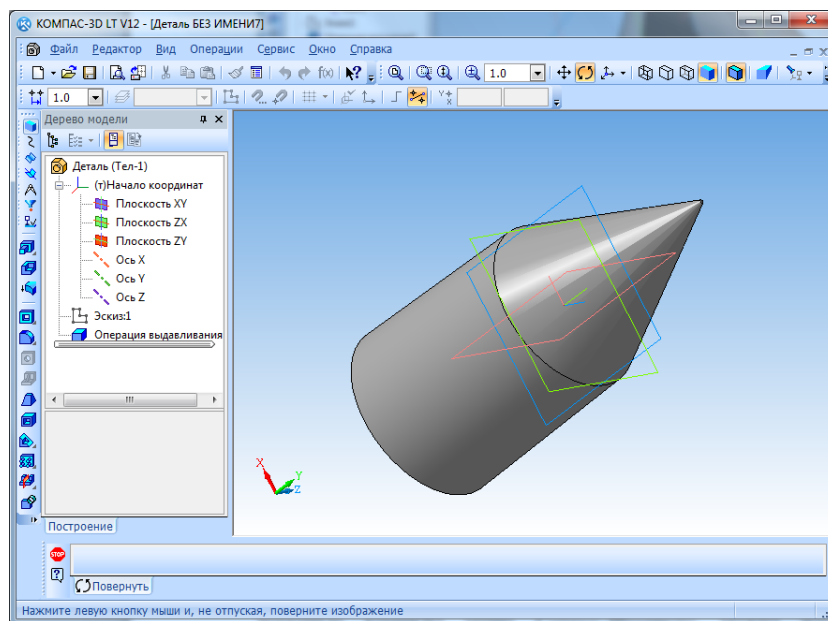 КОМПАС-3D LT V12 - [Деталь БЕЗ ИМЕНИ7]
Файл Редактор Вид Операции Сервис Окно Справка
f(x) 1.0
1.0
Дерево модели
Деталь (Тел-1)
(т)Начало координат
Плоскость XY
Плоскость ZX
Плоскость ZY
Ось X
Ось Y
Ось Z
Эскиз:1
Операция выдавливания
X
Y
Z
Построение
STOP
Повернуть
Нажмите левую кнопку мыши и, не отпуская, поверните изображение